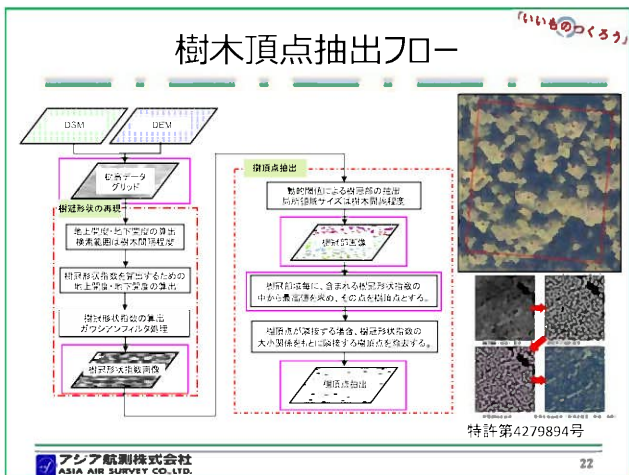 「いいものつくろう」
樹木頂点抽出フロー
DSM
DEM
樹高データ
グリッド
樹冠形状の再現
地上開度・地下開度の算出
検索範囲は樹木間隔程度
樹冠形状指数を算出するための
地上開度・地下開度の算出
樹冠形状指数の算出
ガウシアンフィルタ処理
樹冠形状指数画像
樹頂点抽出
動的閾値による樹冠部の抽出
局所領域サイズは樹木間隔程度
樹冠部画像
樹冠部域毎に、含まれる樹冠形状指数の
中から最高値を求め、その点を樹頂点とする。
樹頂点が隣接する場合、樹冠形状指数の
大小関係をもとに隣接する樹頂点を除去する。
樹頂点抽出
特許第4279894号
アジア航測株式会社
ASIA AIR SURVEY CO.,LTD.
22